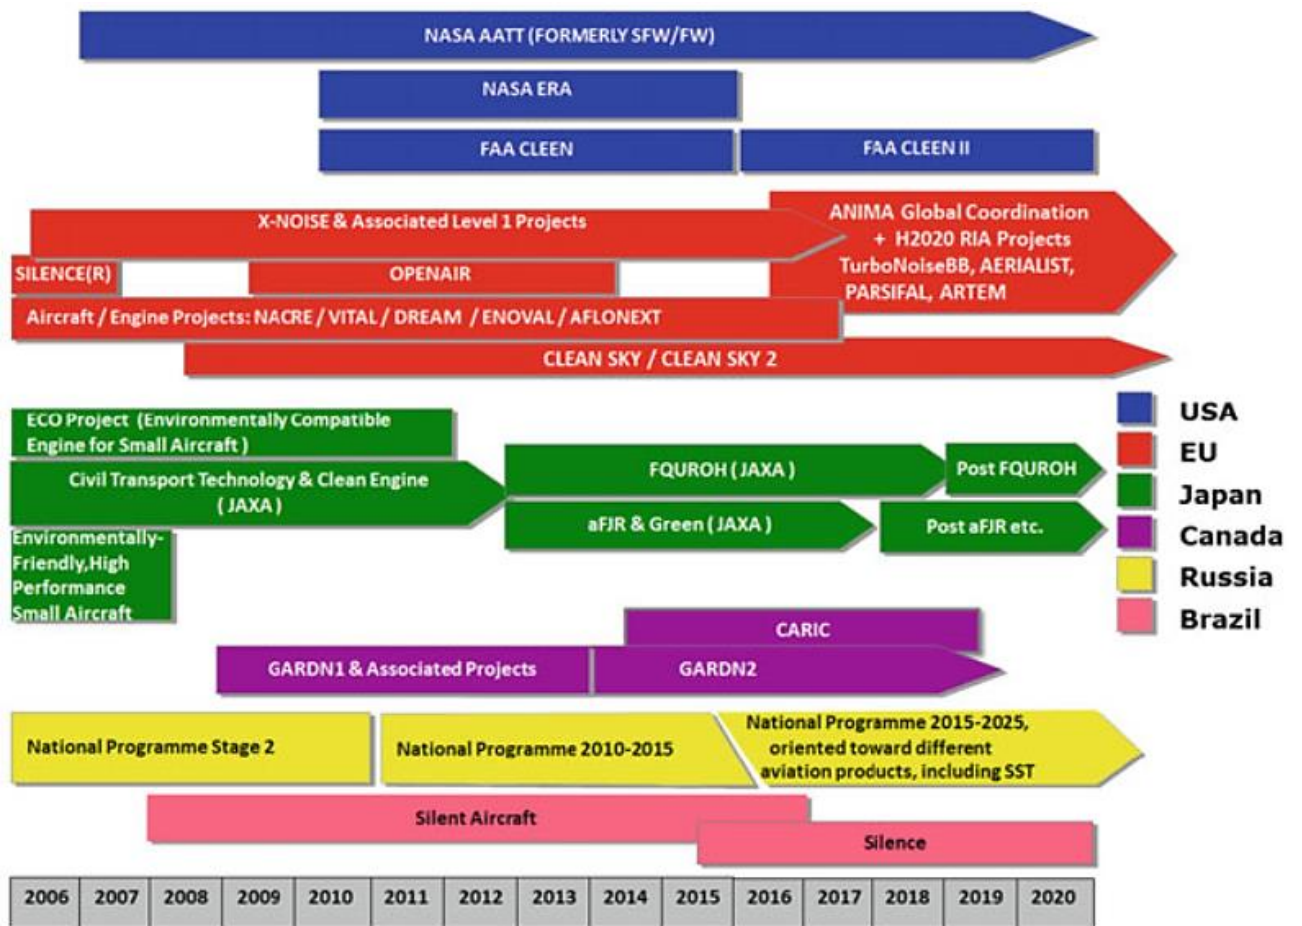 NASA AATT (FORMERLY SFW/FW)
NASA ERA
FAA CLEEN
FAA CLEEN II
X-NOISE & Associated Level 1 Projects
ANIMA Global Coordination
+ H2020 RIA Projects
TurboNoiseBB, AERIALIST,
PARSIFAL, ARTEM
SILENCE(R)
OPENAIR
Aircraft / Engine Projects: NACRE / VITAL / DREAM / ENOVAL / AFLONEXT
CLEAN SKY / CLEAN SKY 2
ECO Project (Environmentally Compatible
Engine for Small Aircraft )
Civil Transport Technology & Clean Engine
( JAXA )
FQUROH ( JAXA )
Post FQUROH
aFJR & Green ( JAXA )
Post aFJR etc.
Environmentally-
Friendly,High
Performance
Small Aircraft
USA
EU
Japan
Canada
Russia
Brazil
CARIC
GARDN1 & Associated Projects
GARDN2
National Programme Stage 2
National Programme 2010-2015
National Programme 2015-2025,
oriented toward different
aviation products, including SST
Silent Aircraft
Silence
2006 2007 2008 2009 2010 2011 2012 2013 2014 2015 2016 2017 2018 2019 2020